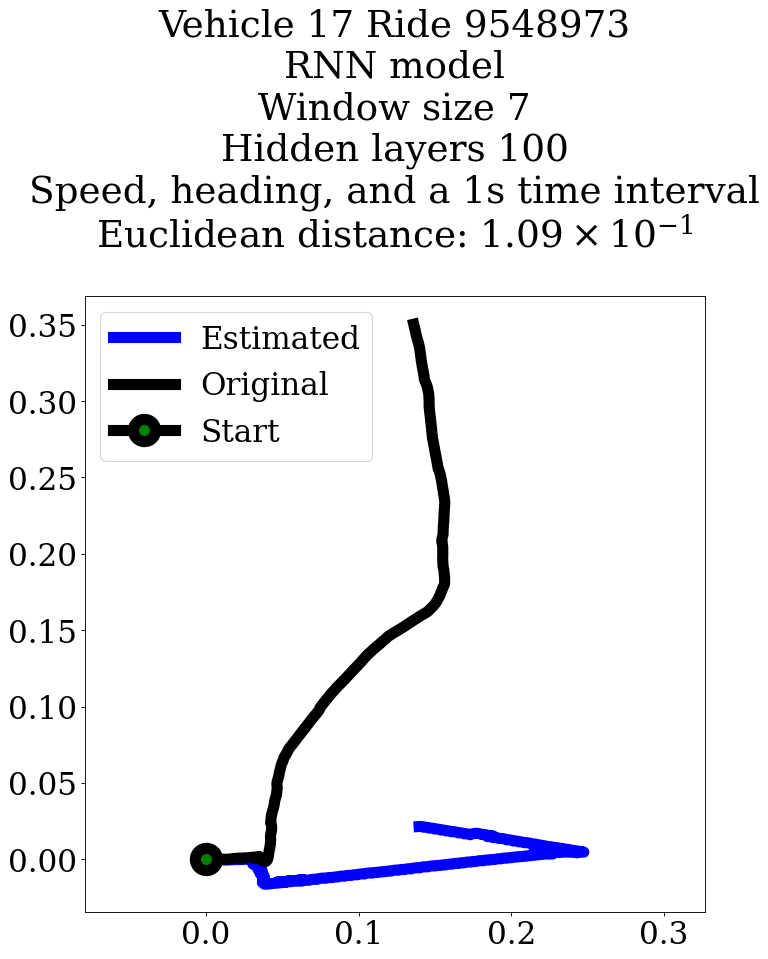 Vehicle 17 Ride 9548973
RNN model
Window size 7
Hidden layers 100
Speed, heading, and a 1s time interval
Euclidean distance: 1.09 × 10⁻¹
Estimated
Original
Start
0.35
0.30
0.25
0.20
0.15
0.10
0.05
0.00
0.0 0.1 0.2 0.3